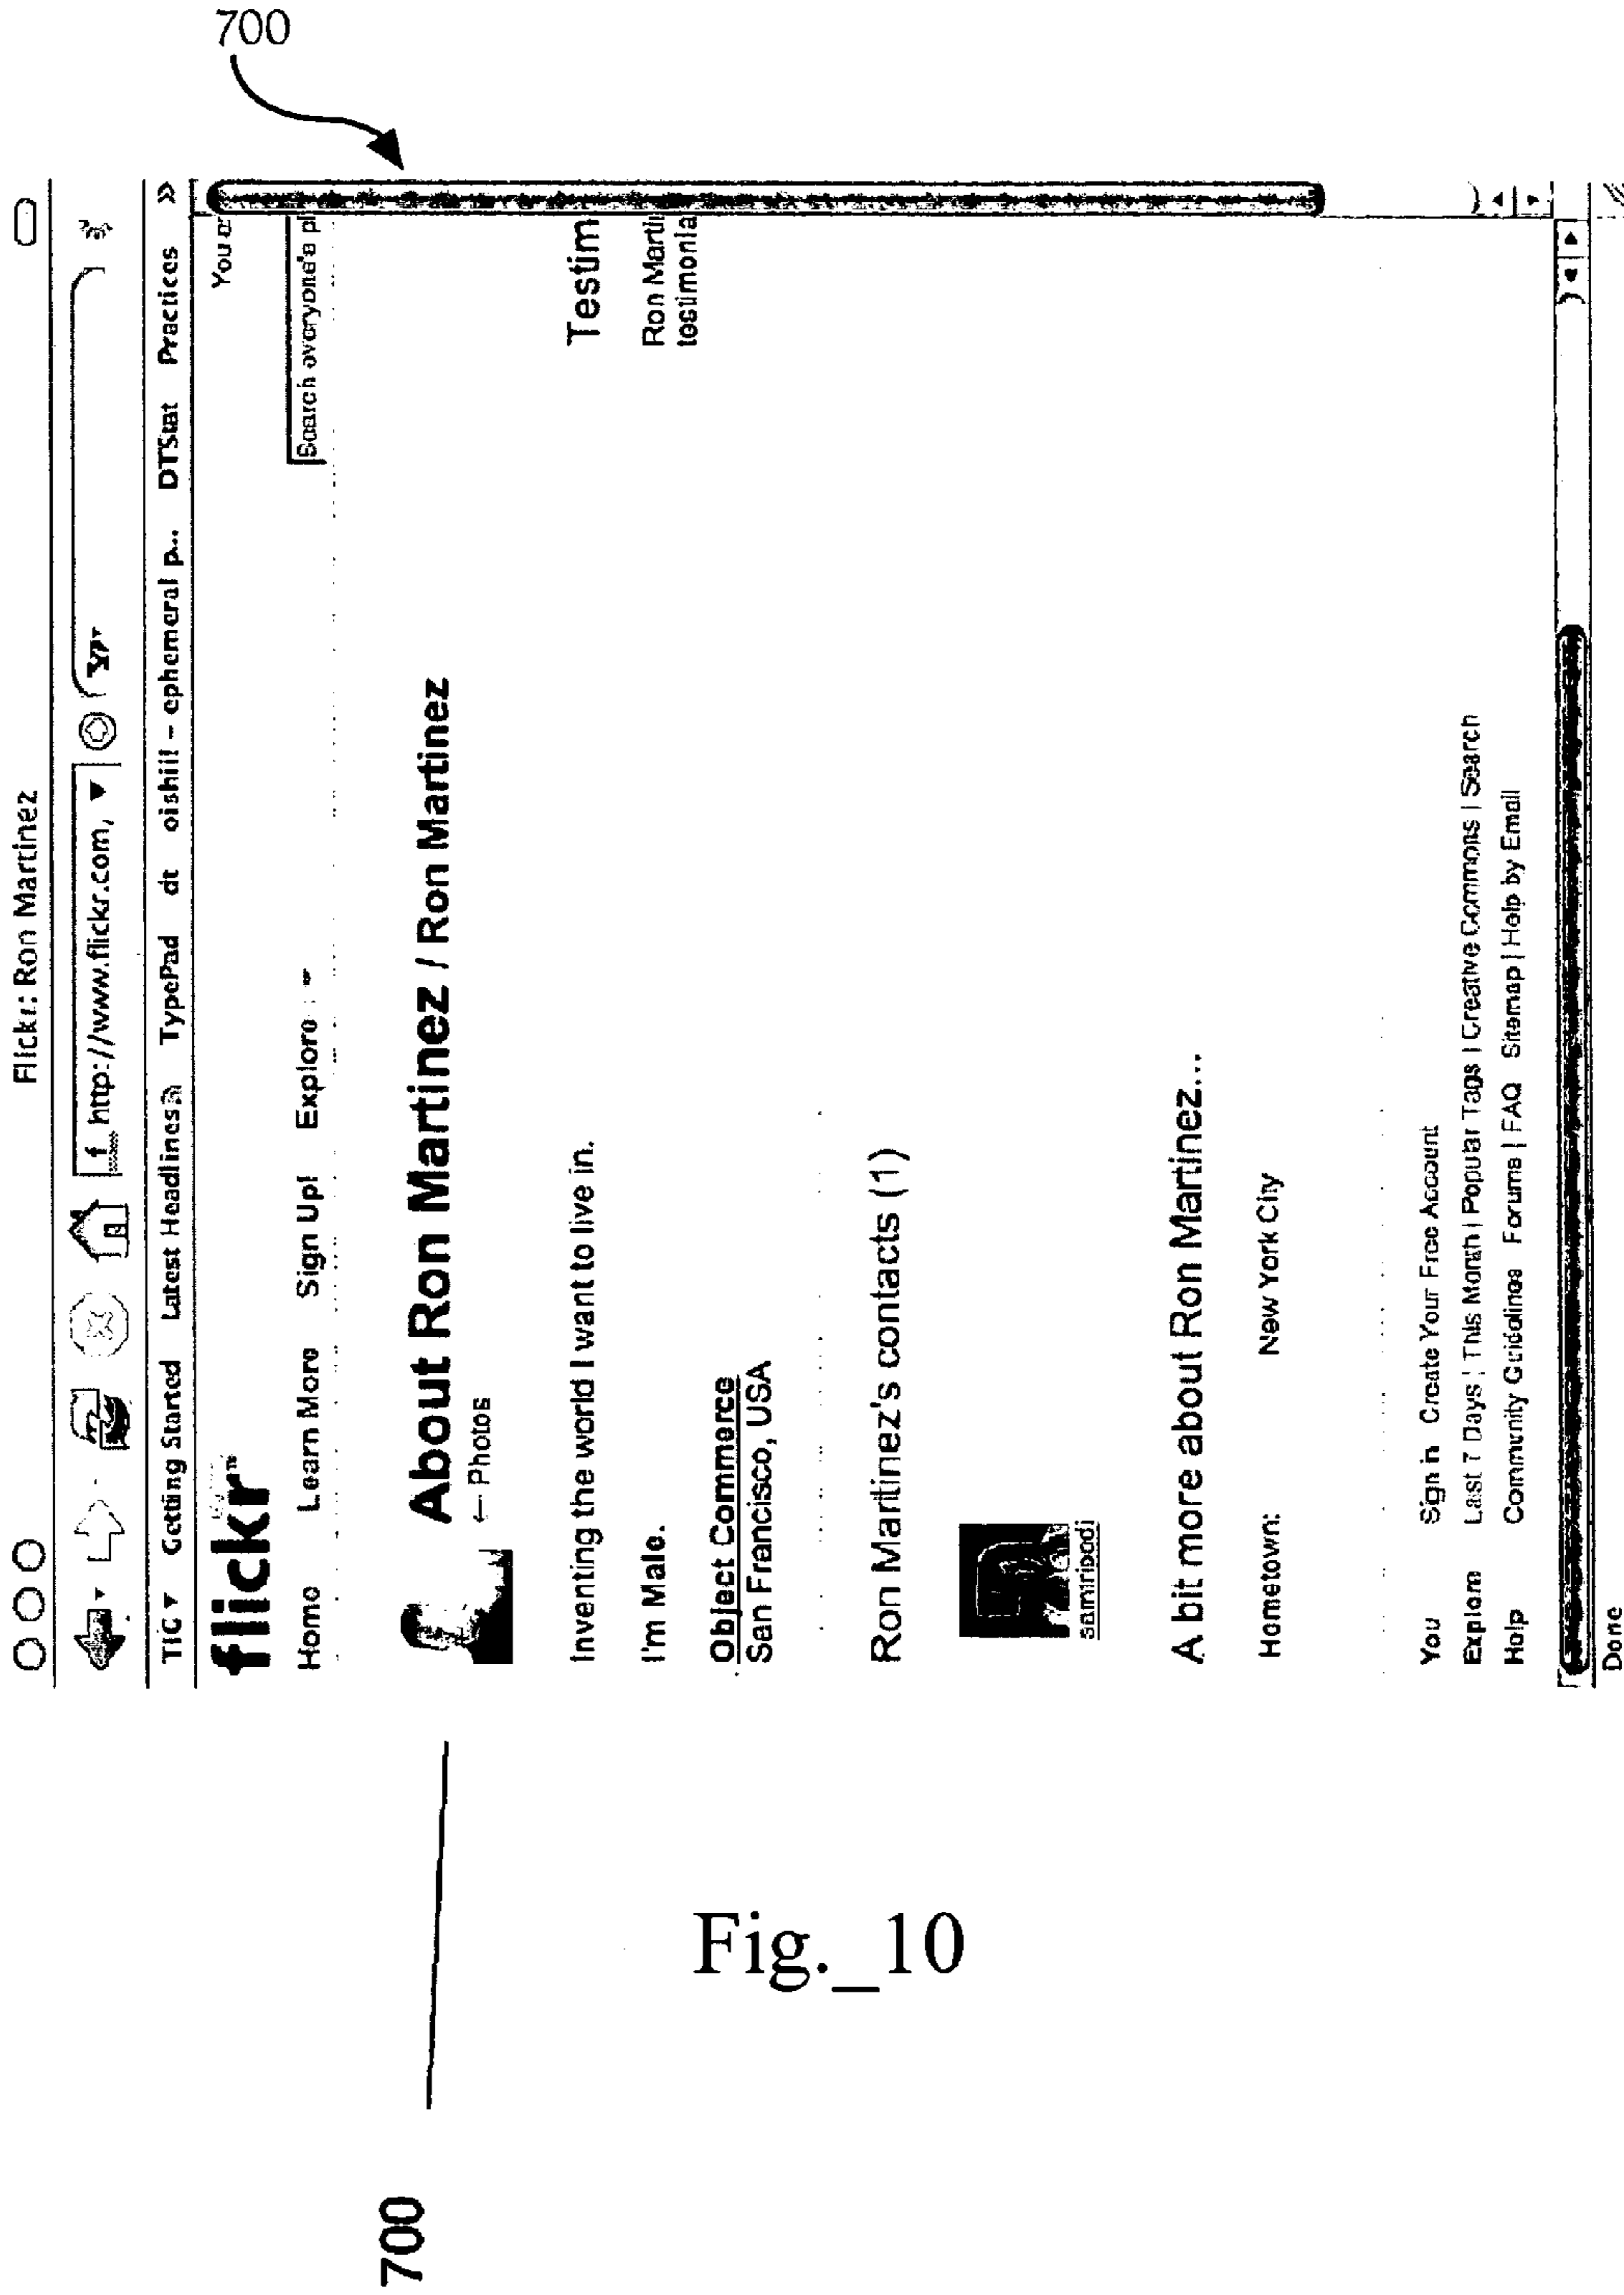 700
Flickr: Ron Martinez
http://www.flickr.com,
TIC Getting Started Latest Headlines TypePad dt oishiil - ephemeral p... DTStat Practices »
flickr
Home Learn More Sign Up! Explore
Search everyone's p
About Ron Martinez / Ron Martinez
← Photos
Inventing the world I want to live in.
Testim
I'm Male.
Ron Marti
testimonia
Object Commerce
San Francisco, USA
Ron Martinez's contacts (1)
A bit more about Ron Martinez...
Hometown: New York City
You Sign in Create Your Free Account
Explore Last 7 Days | This Month | Popular Tags | Creative Commons | Search
Help Community Guidelines Forums | FAQ Sitemap | Help by Email
Done
700
Fig._10